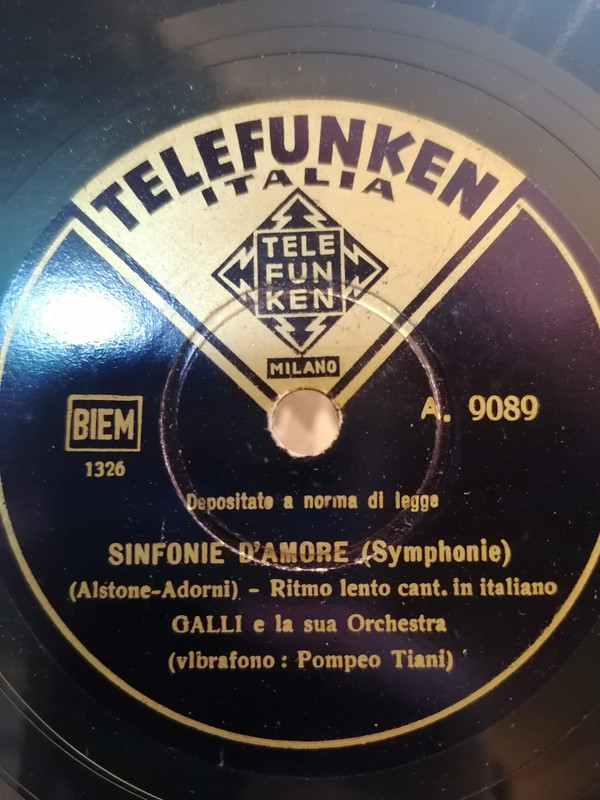 TELEFUNKEN
ITALIA
TELE
FUN
KEN
MILANO
BIEM
A. 9089
1326
Depositato a norma di legge
SINFONIE D'AMORE (Symphonie)
(Alstone-Adorni) - Ritmo lento cant. in italiano
GALLI e la sua Orchestra
(vibrafono : Pompeo Tiani)